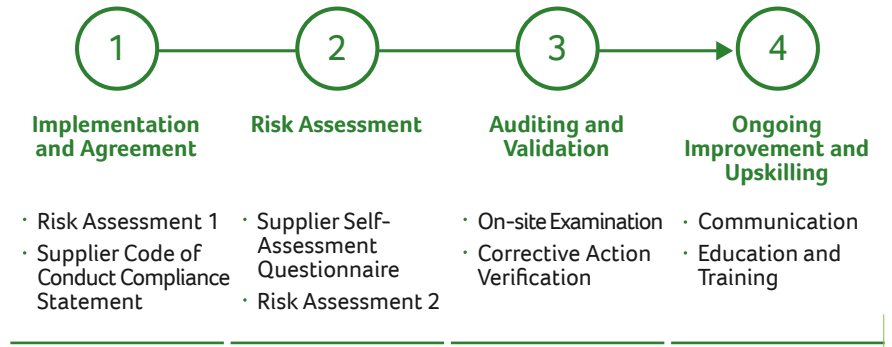 1
2
3
4
Implementation
and Agreement
Risk Assessment
Auditing and
Validation
Ongoing
Improvement and
Upskilling
· Risk Assessment 1
· Supplier Code of
Conduct Compliance
Statement
· Supplier Self-
Assessment
Questionnaire
· Risk Assessment 2
· On-site Examination
· Corrective Action
Verification
· Communication
· Education and
Training